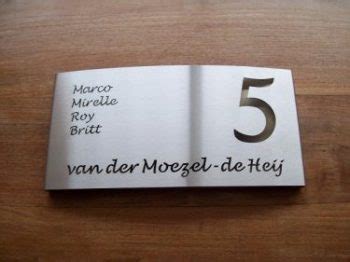 Marco
Mirelle
Roy
Britt
5
van der Moezel-de Heij